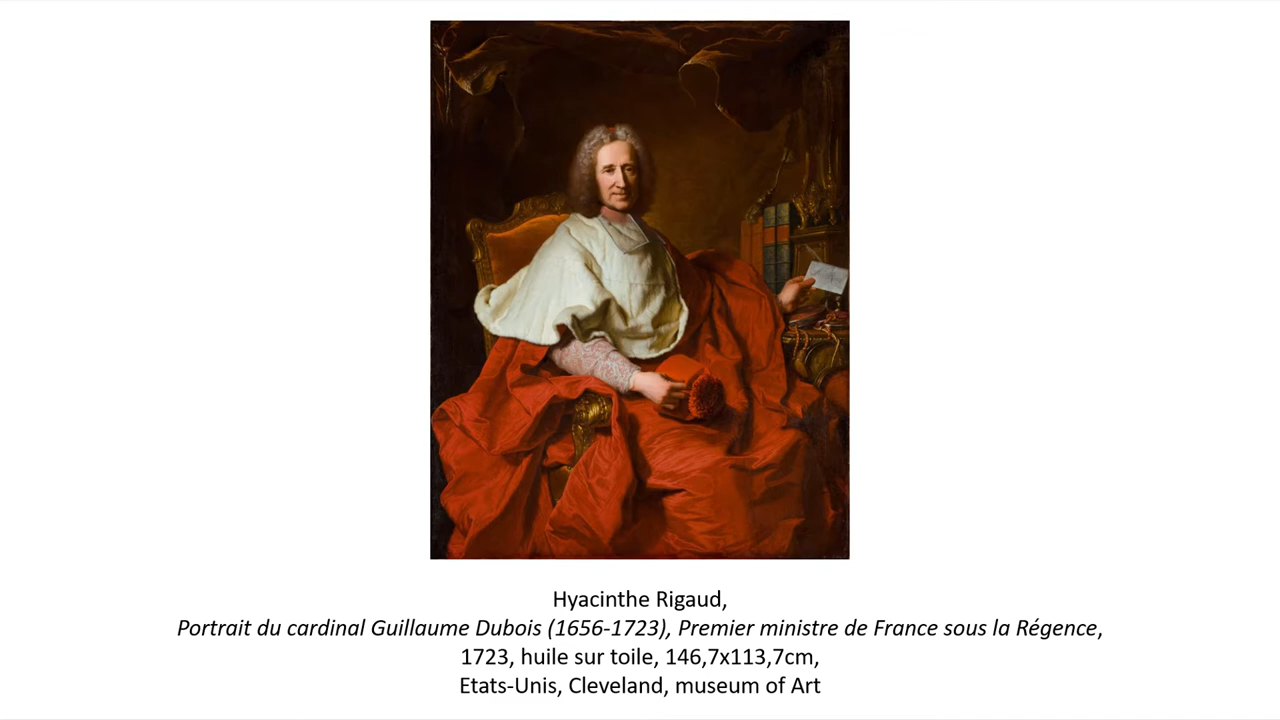 Hyacinthe Rigaud,
Portrait du cardinal Guillaume Dubois (1656-1723), Premier ministre de France sous la Régence,
1723, huile sur toile, 146,7x113,7cm,
Etats-Unis, Cleveland, museum of Art